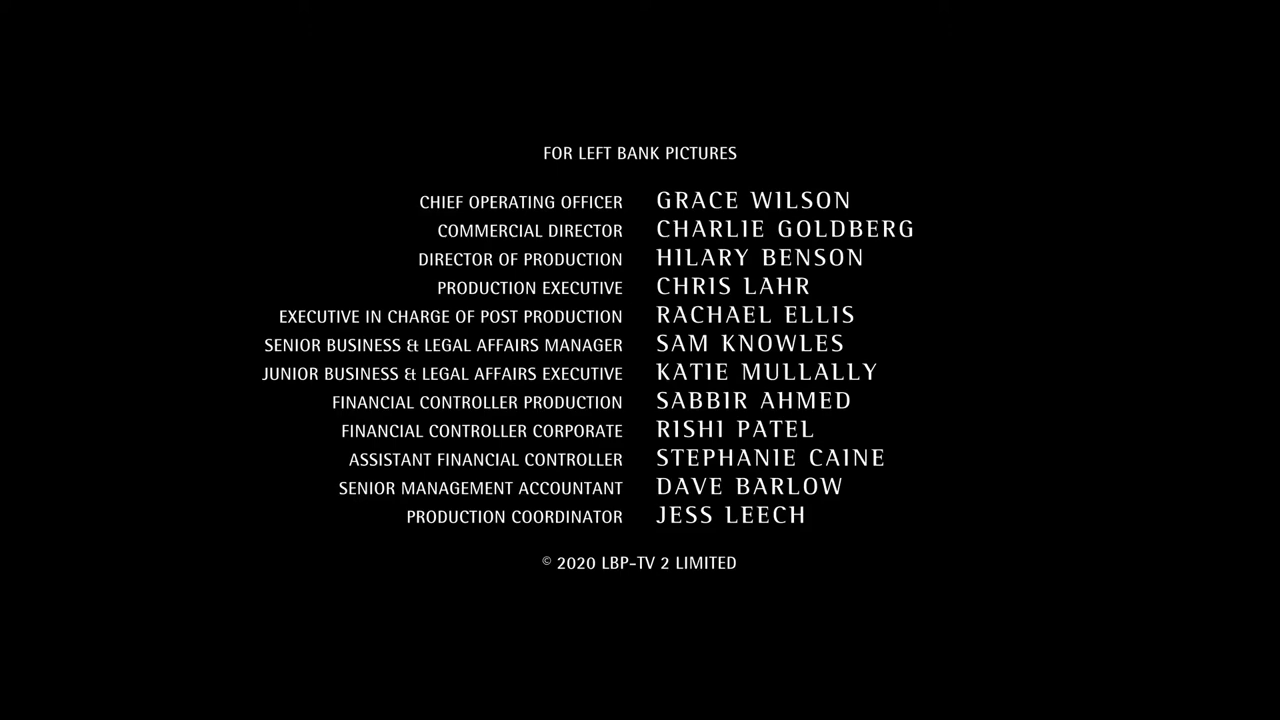 FOR LEFT BANK PICTURES
CHIEF OPERATING OFFICER GRACE WILSON
COMMERCIAL DIRECTOR CHARLIE GOLDBERG
DIRECTOR OF PRODUCTION HILARY BENSON
PRODUCTION EXECUTIVE CHRIS LAHR
EXECUTIVE IN CHARGE OF POST PRODUCTION RACHAEL ELLIS
SENIOR BUSINESS & LEGAL AFFAIRS MANAGER SAM KNOWLES
JUNIOR BUSINESS & LEGAL AFFAIRS EXECUTIVE KATIE MULLALLY
FINANCIAL CONTROLLER PRODUCTION SABBIR AHMED
FINANCIAL CONTROLLER CORPORATE RISHI PATEL
ASSISTANT FINANCIAL CONTROLLER STEPHANIE CAINE
SENIOR MANAGEMENT ACCOUNTANT DAVE BARLOW
PRODUCTION COORDINATOR JESS LEECH
© 2020 LBP-TV 2 LIMITED